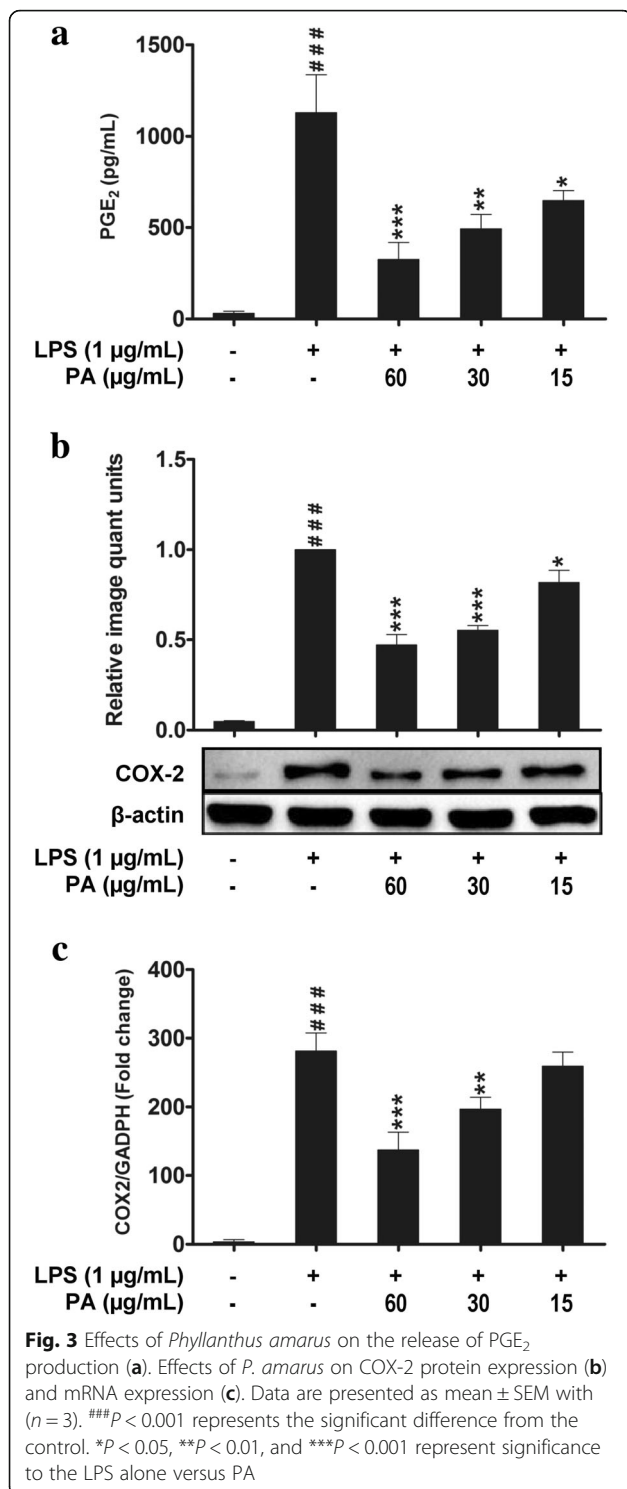 a
1500
1000
500
0
PGE₂ (pg/mL)
###
***
**
*
LPS (1 µg/mL) - + + + +
PA (µg/mL) - - 60 30 15
b
1.5
1.0
0.5
0.0
Relative image quant units
###
***
***
*
COX-2
β-actin
LPS (1 µg/mL) - + + + +
PA (µg/mL) - - 60 30 15
c
400
300
200
100
0
COX2/GADPH (Fold change)
###
***
**
LPS (1 µg/mL) - + + + +
PA (µg/mL) - - 60 30 15
Fig. 3 Effects of Phyllanthus amarus on the release of PGE₂
production (a). Effects of P. amarus on COX-2 protein expression (b)
and mRNA expression (c). Data are presented as mean ± SEM with
(n = 3). ###P < 0.001 represents the significant difference from the
control. *P < 0.05, **P < 0.01, and ***P < 0.001 represent significance
to the LPS alone versus PA